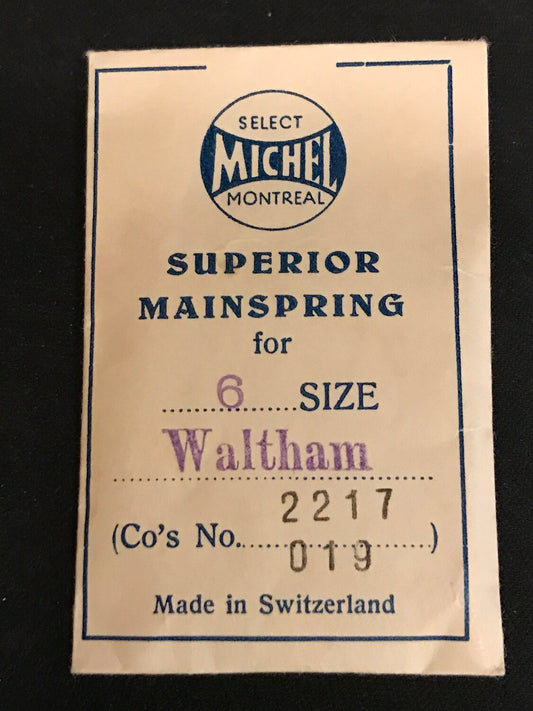 SELECT
MICHEL
MONTREAL
SUPERIOR
MAINSPRING
for
6 SIZE
Waltham
2217
(Co's No. 019)
Made in Switzerland